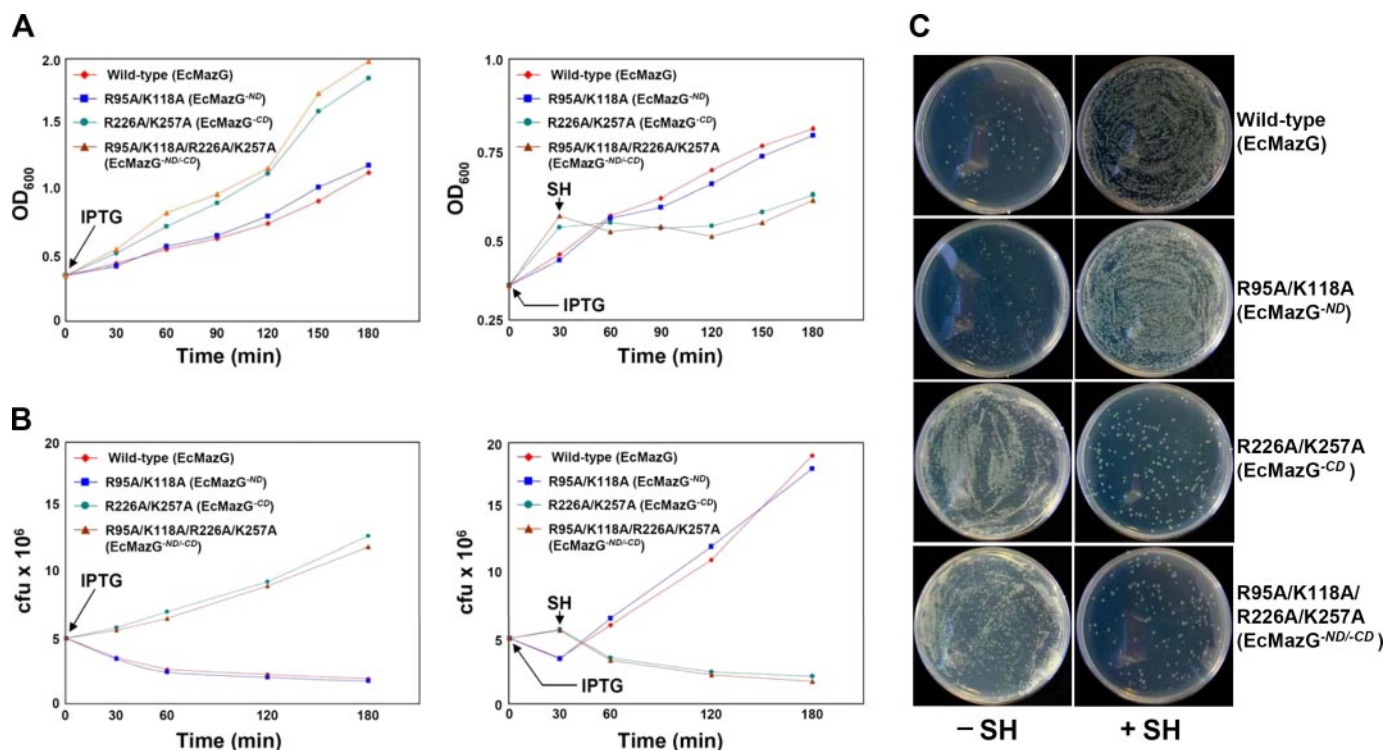 A
2.0
1.5
1.0
0.5
0
OD600
Wild-type (EcMazG)
R95A/K118A (EcMazG-ND)
R226A/K257A (EcMazG-CD)
R95A/K118A/R226A/K257A
(EcMazG-ND/-CD)
IPTG
0 30 60 90 120 150 180
Time (min)
1.0
0.75
0.5
0.25
OD600
Wild-type (EcMazG)
R95A/K118A (EcMazG-ND)
R226A/K257A (EcMazG-CD)
R95A/K118A/R226A/K257A
(EcMazG-ND/-CD)
SH
IPTG
0 30 60 90 120 150 180
Time (min)
B
20
15
10
5
0
cfu x 10^6
Wild-type (EcMazG)
R95A/K118A (EcMazG-ND)
R226A/K257A (EcMazG-CD)
R95A/K118A/R226A/K257A
(EcMazG-ND/-CD)
IPTG
0 30 60 120 180
Time (min)
20
15
10
5
0
cfu x 10^6
Wild-type (EcMazG)
R95A/K118A (EcMazG-ND)
R226A/K257A (EcMazG-CD)
R95A/K118A/R226A/K257A
(EcMazG-ND/-CD)
SH
IPTG
0 30 60 120 180
Time (min)
C
Wild-type
(EcMazG)
R95A/K118A
(EcMazG-ND)
R226A/K257A
(EcMazG-CD)
R95A/K118A/
R226A/K257A
(EcMazG-ND/-CD)
– SH + SH